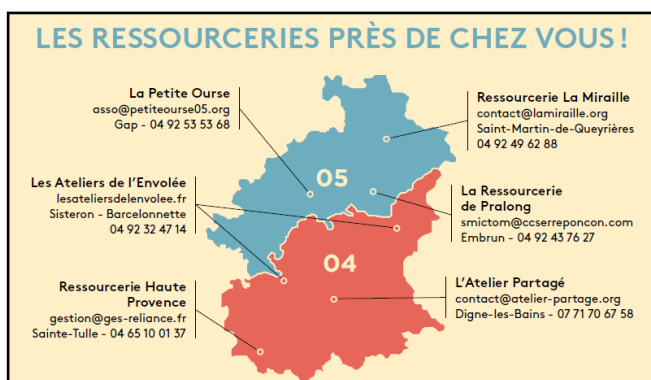 LES RESSOURCERIES PRÈS DE CHEZ VOUS !
La Petite Ourse
asso@petiteourse05.org
Gap - 04 92 53 53 68
Ressourcerie La Miraille
contact@lamiraille.org
Saint-Martin-de-Queyrières
04 92 49 62 88
05
Les Ateliers de l'Envolée
lesateliersdelenvolee.fr
Sisteron - Barcelonnette
04 92 32 47 14
La Ressourcerie
de Pralong
smictom@ccserreponcon.com
Embrun - 04 92 43 76 27
04
Ressourcerie Haute
Provence
gestion@ges-reliance.fr
Sainte-Tulle - 04 65 10 01 37
L'Atelier Partagé
contact@atelier-partage.org
Digne-les-Bains - 07 71 70 67 58